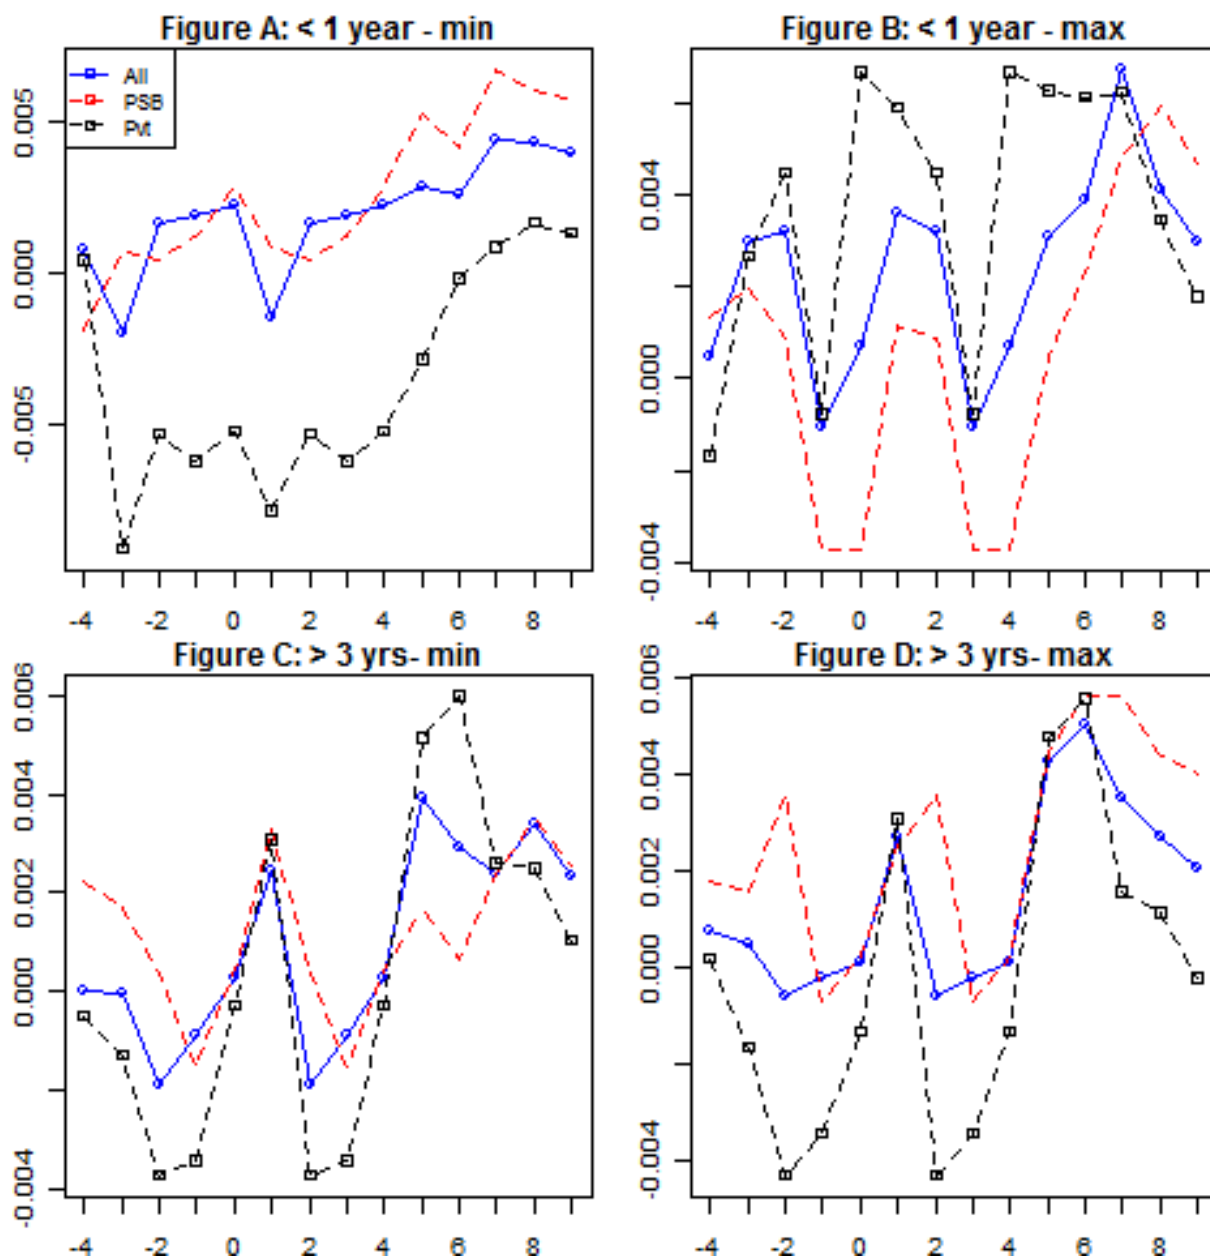 Figure A: < 1 year - min
All
PSB
Pvt
0.005
0.000
-0.005
-4 -2 0 2 4 6 8
Figure B: < 1 year - max
0.004
0.000
-0.004
-4 -2 0 2 4 6 8
Figure C: > 3 yrs- min
0.006
0.004
0.002
0.000
-0.004
-4 -2 0 2 4 6 8
Figure D: > 3 yrs- max
0.006
0.004
0.002
0.000
-0.004
-4 -2 0 2 4 6 8